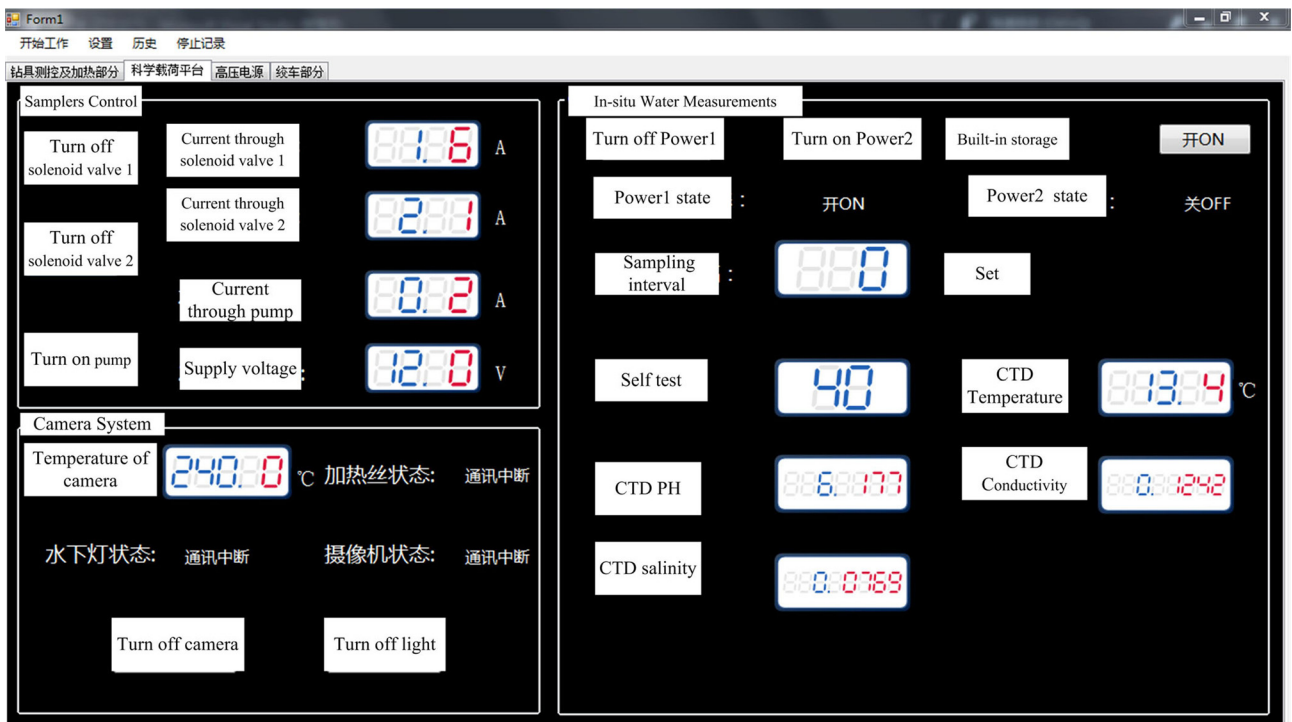 Form1
开始工作 设置 历史 停止记录
钻具测控及加热部分 科学载荷平台 高压电源 绞车部分
Samplers Control
Turn off
solenoid valve 1
Current through
solenoid valve 1
1.6 A
Current through
solenoid valve 2
2.1 A
Turn off
solenoid valve 2
Current
through pump
0.2 A
Turn on pump
Supply voltage:
12.0 V
Camera System
Temperature of
camera
240.0 ℃
加热丝状态: 通讯中断
水下灯状态: 通讯中断
摄像机状态: 通讯中断
Turn off camera
Turn off light
In-situ Water Measurements
Turn off Power1
Turn on Power2
Built-in storage
开ON
Power1 state : 开ON
Power2 state : 关OFF
Sampling
interval :
0
Set
Self test
40
CTD
Temperature
13.4 ℃
CTD PH
6.177
CTD
Conductivity
0.1242
CTD salinity
0.0769